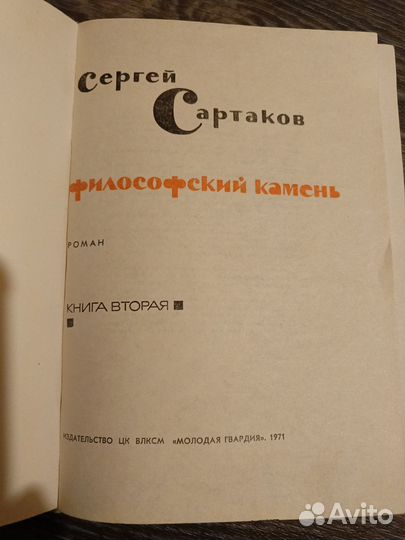 Сергей
Сартаков
философский камень
РОМАН
КНИГА ВТОРАЯ
ИЗДАТЕЛЬСТВО ЦК ВЛКСМ «МОЛОДАЯ ГВАРДИЯ». 1971
Avito